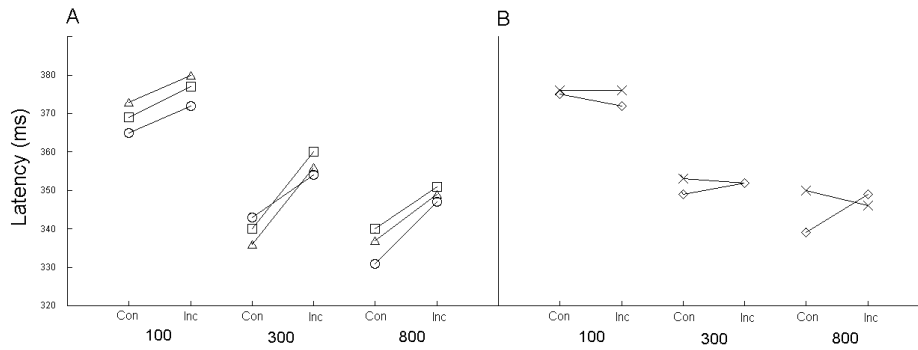 A
B
Latency (ms)
380
370
360
350
340
330
320
Con Inc Con Inc Con Inc Con Inc Con Inc Con Inc
100 300 800 100 300 800